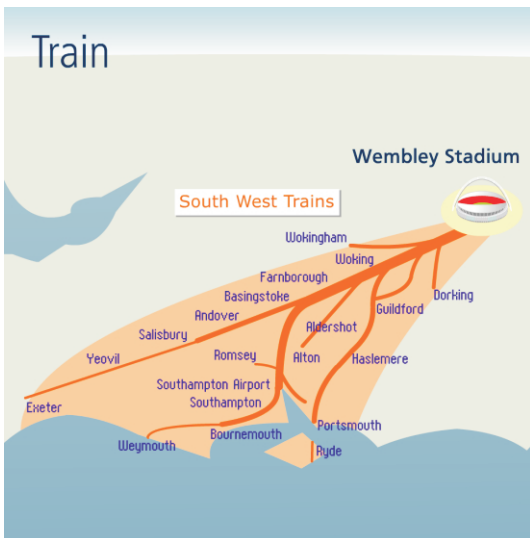 Train
Wembley Stadium
South West Trains
Wokingham
Woking
Farnborough
Basingstoke
Dorking
Guildford
Andover
Aldershot
Salisbury
Romsey
Alton
Haslemere
Yeovil
Southampton Airport
Southampton
Exeter
Portsmouth
Bournemouth
Weymouth
Ryde